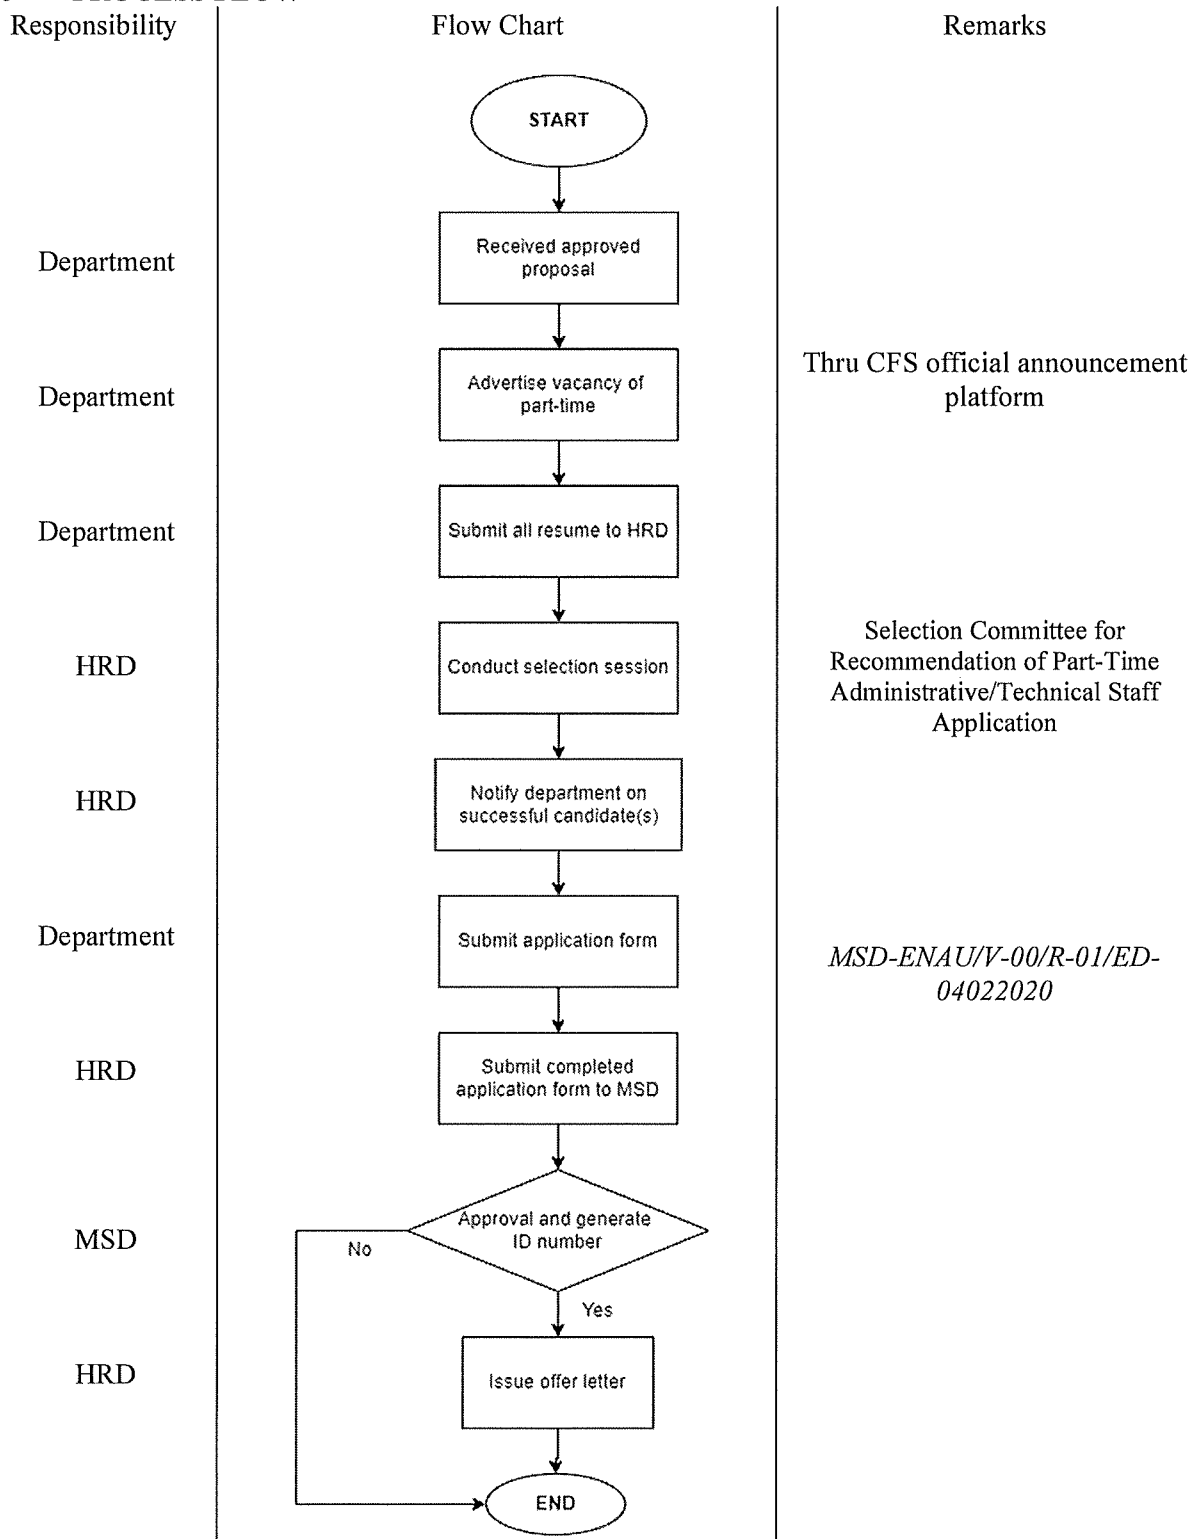 PROCESS FLOW
Responsibility
Flow Chart
Remarks
START
Department
Received approved
proposal
Department
Advertise vacancy of
part-time
Thru CFS official announcement
platform
Department
Submit all resume to HRD
HRD
Conduct selection session
Selection Committee for
Recommendation of Part-Time
Administrative/Technical Staff
Application
HRD
Notify department on
successful candidate(s)
Department
Submit application form
MSD-ENAU/V-00/R-01/ED-
04022020
HRD
Submit completed
application form to MSD
MSD
Approval and generate
ID number
No
Yes
HRD
Issue offer letter
END